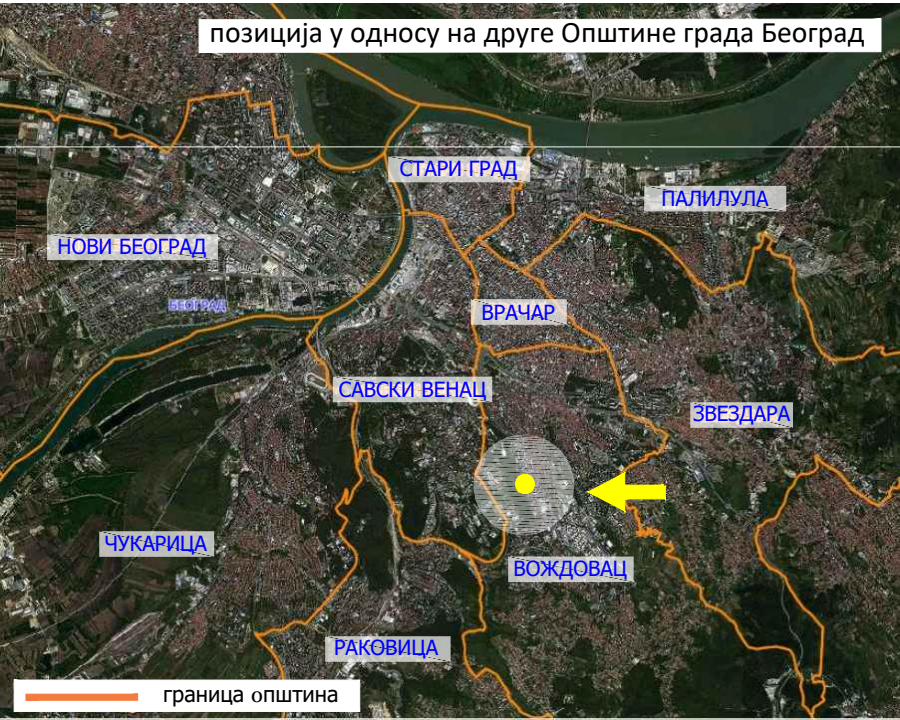 позиција у односу на друге Општине града Београд
СТАРИ ГРАД
ПАЛИЛУЛА
НОВИ БЕОГРАД
БЕОГРАД
ВРАЧАР
САВСКИ ВЕНАЦ
ЗВЕЗДАРА
ЧУКАРИЦА
ВОЖДОВАЦ
РАКОВИЦА
граница општина